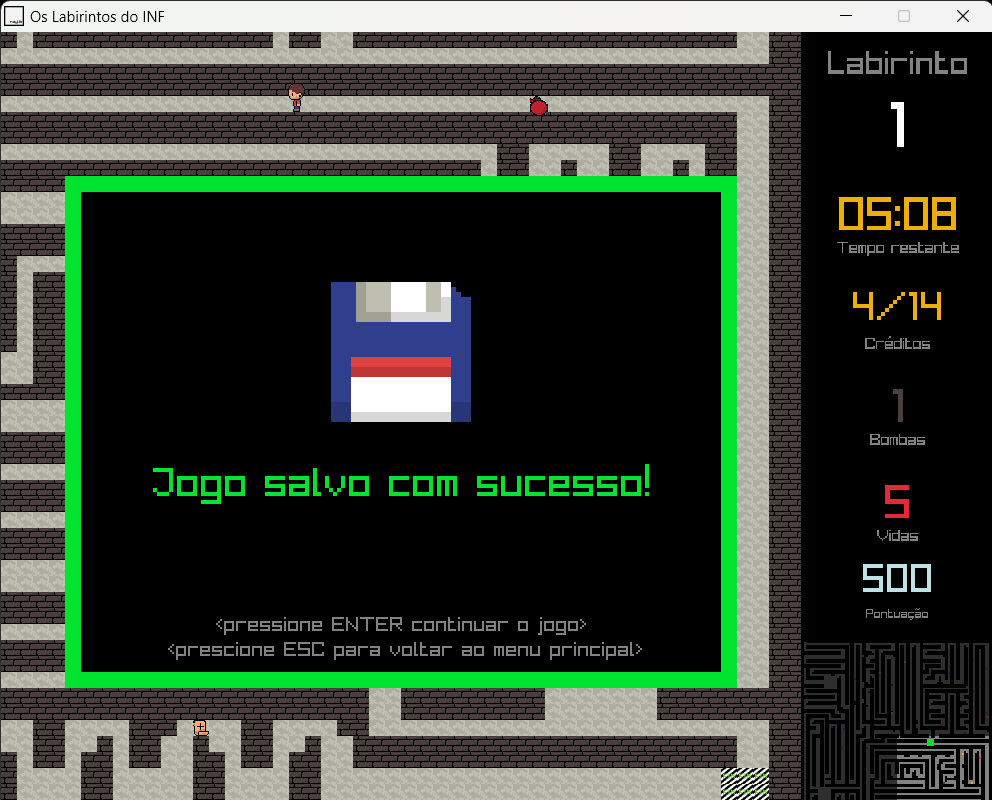 Os Labirintos do INF
Labirinto
1
05:08
Tempo restante
4/14
Créditos
1
Bombas
5
Vidas
500
Pontuação
Jogo salvo com sucesso!
<pressione ENTER continuar o jogo>
<prescione ESC para voltar ao menu principal>